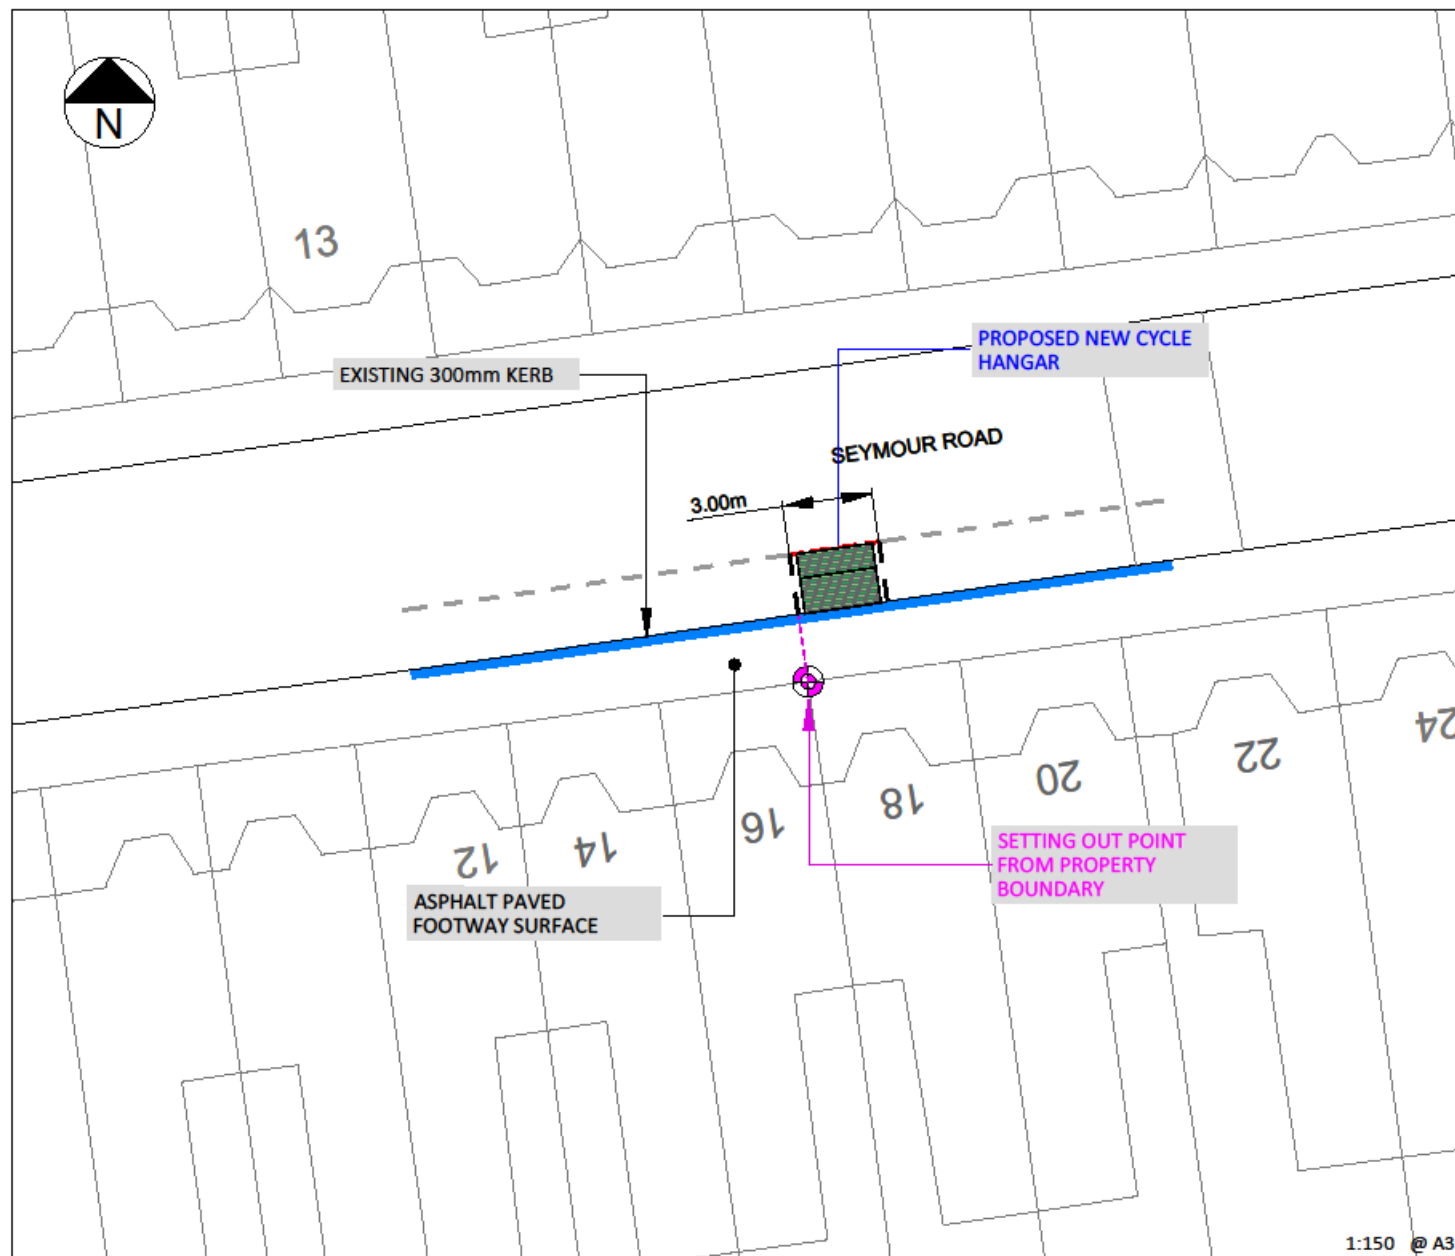 N
13
PROPOSED NEW CYCLE
HANGAR
EXISTING 300mm KERB
SEYMOUR ROAD
3.00m
24
22
20
18
16
14
12
SETTING OUT POINT
FROM PROPERTY
BOUNDARY
ASPHALT PAVED
FOOTWAY SURFACE
1:150 @ A3